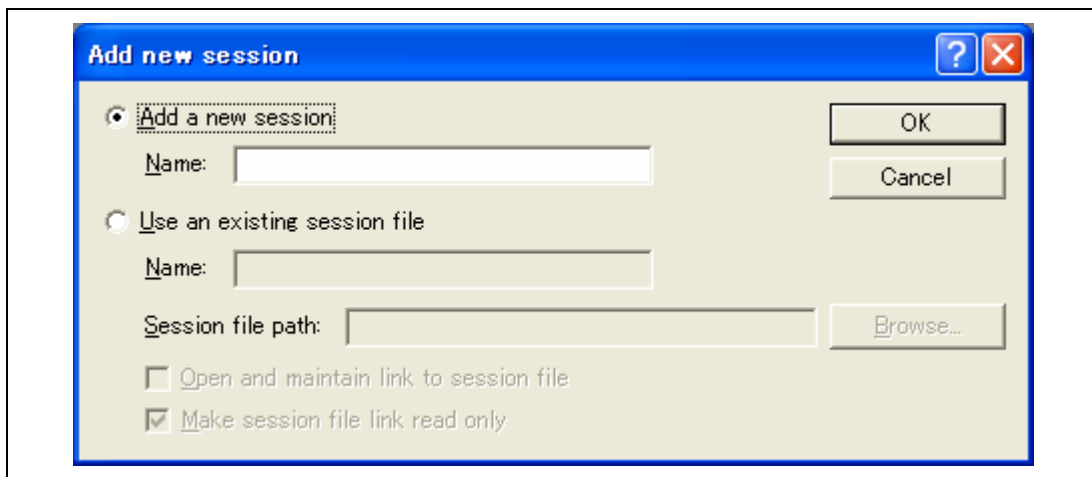 Add new session
Add a new session
OK
Name:
Cancel
Use an existing session file
Name:
Session file path:
Browse...
Open and maintain link to session file
Make session file link read only